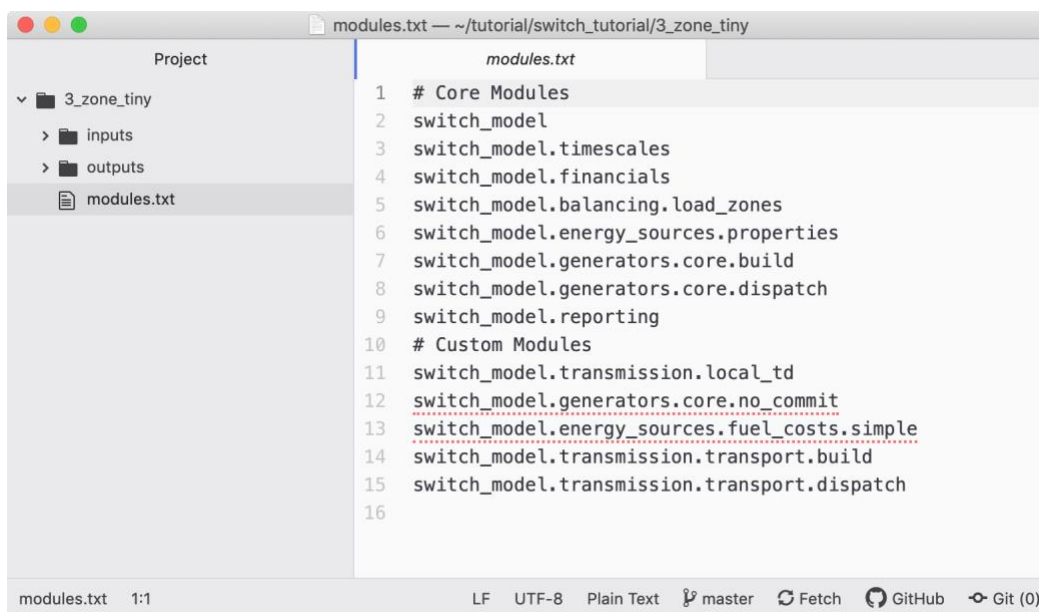 modules.txt — ~/tutorial/switch_tutorial/3_zone_tiny
Project
3_zone_tiny
inputs
outputs
modules.txt
modules.txt
1 # Core Modules
2 switch_model
3 switch_model.timescales
4 switch_model.financials
5 switch_model.balancing.load_zones
6 switch_model.energy_sources.properties
7 switch_model.generators.core.build
8 switch_model.generators.core.dispatch
9 switch_model.reporting
10 # Custom Modules
11 switch_model.transmission.local_td
12 switch_model.generators.core.no_commit
13 switch_model.energy_sources.fuel_costs.simple
14 switch_model.transmission.transport.build
15 switch_model.transmission.transport.dispatch
16
modules.txt 1:1 LF UTF-8 Plain Text master Fetch GitHub Git (0)